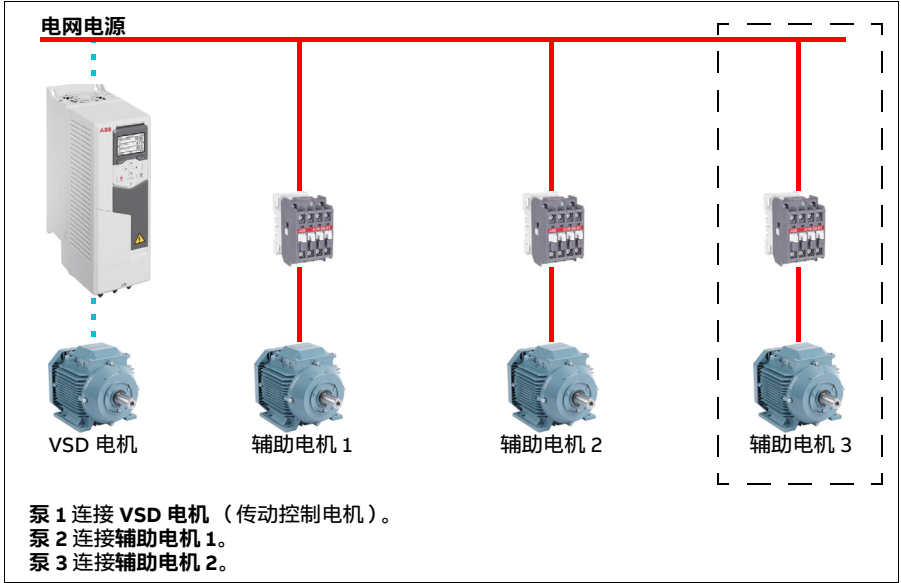 电网电源
ABB
VSD 电机
辅助电机 1
辅助电机 2
辅助电机 3
泵 1 连接 VSD 电机 （传动控制电机）。
泵 2 连接辅助电机 1。
泵 3 连接辅助电机 2。